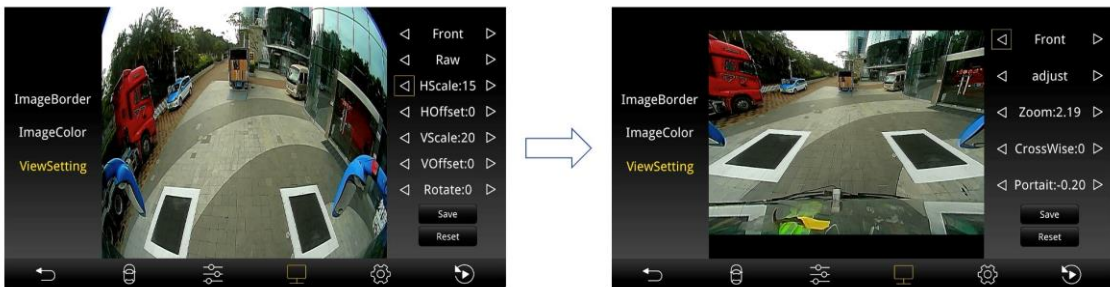 ImageBorder
ImageColor
ViewSetting
Front
Raw
HScale:15
HOffset:0
VScale:20
VOffset:0
Rotate:0
Save
Reset
ImageBorder
ImageColor
ViewSetting
Front
adjust
Zoom:2.19
CrossWise:0
Portait:-0.20
Save
Reset